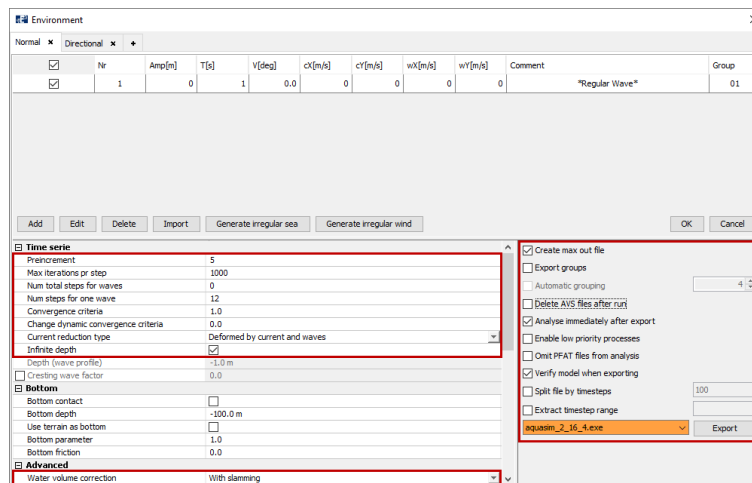 Environment
Normal Directional +
Nr Amp[m] T[s] V[deg] cX[m/s] cY[m/s] wX[m/s] wY[m/s] Comment Group
1 0 1 0.0 0 0 0 0 *Regular Wave* 01
Add Edit Delete Import Generate irregular sea Generate irregular wind OK Cancel
Time serie
Preincrement 5
Max iterations pr step 1000
Num total steps for waves 0
Num steps for one wave 12
Convergence criteria 1.0
Change dynamic convergence criteria 0.0
Current reduction type Deformed by current and waves
Infinite depth
Depth (wave profile) -1.0 m
Cresting wave factor 0.0
Bottom
Bottom contact
Bottom depth -100.0 m
Use terrain as bottom
Bottom parameter 1.0
Bottom friction 0.0
Advanced
Water volume correction With slamming
Create max out file
Export groups
Automatic grouping 4
Delete AVS files after run
Analyse immediately after export
Enable low priority processes
Omit PFAT files from analysis
Verify model when exporting
Split file by timesteps 100
Extract timestep range
aquasim_2_16_4.exe Export